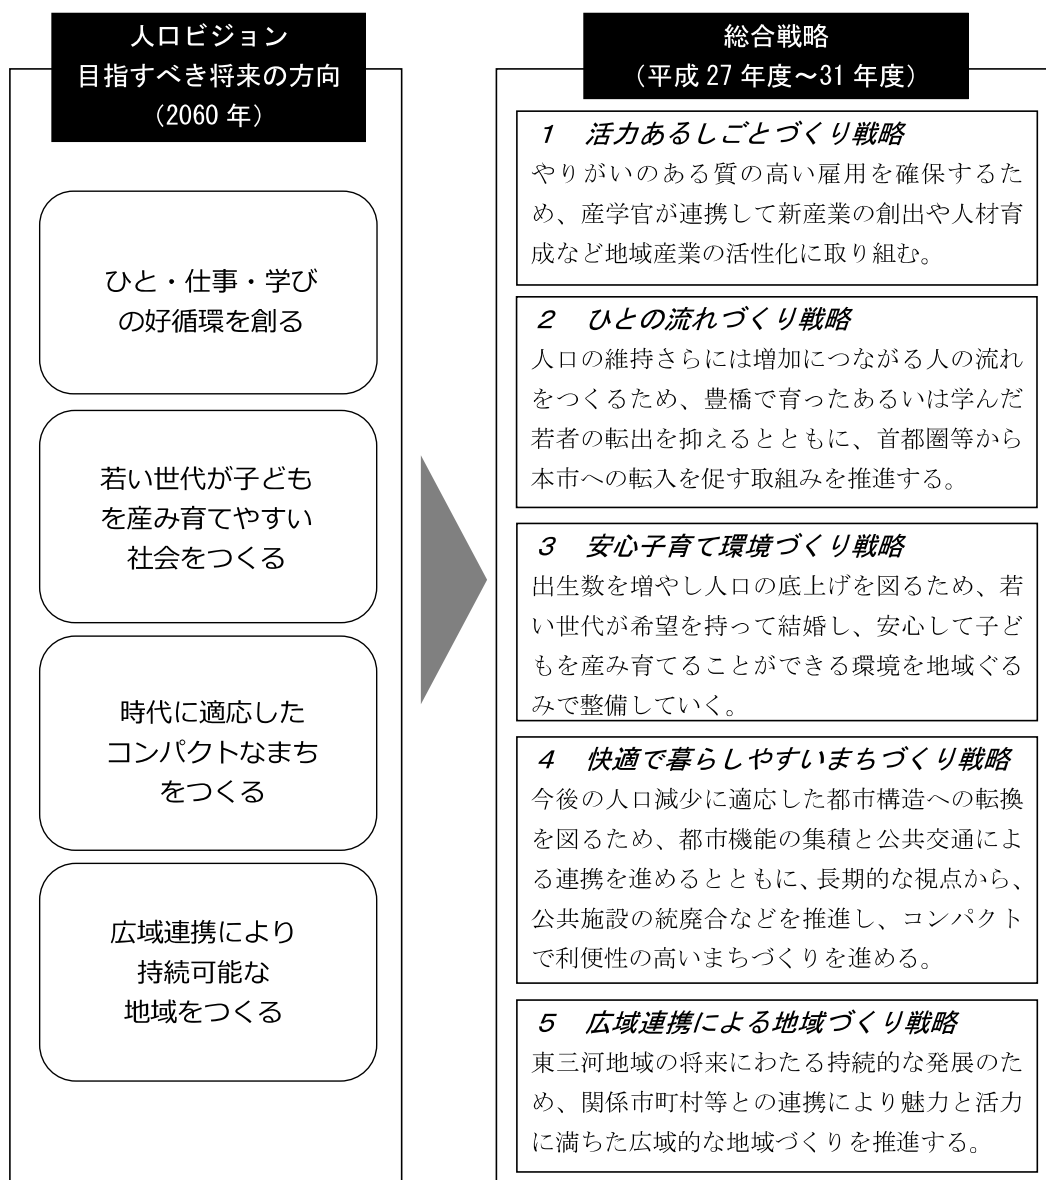 人口ビジョン
目指すべき将来の方向
（2060 年）
ひと・仕事・学び
の好循環を創る
若い世代が子ども
を産み育てやすい
社会をつくる
時代に適応した
コンパクトなまち
をつくる
広域連携により
持続可能な
地域をつくる
総合戦略
（平成 27 年度～31 年度）
１　活力あるしごとづくり戦略
やりがいのある質の高い雇用を確保するた
め、産学官が連携して新産業の創出や人材育
成など地域産業の活性化に取り組む。
２　ひとの流れづくり戦略
人口の維持さらには増加につながる人の流れ
をつくるため、豊橋で育ったあるいは学んだ
若者の転出を抑えるとともに、首都圏等から
本市への転入を促す取組みを推進する。
３　安心子育て環境づくり戦略
出生数を増やし人口の底上げを図るため、若
い世代が希望を持って結婚し、安心して子ど
もを産み育てることができる環境を地域ぐる
みで整備していく。
４　快適で暮らしやすいまちづくり戦略
今後の人口減少に適応した都市構造への転換
を図るため、都市機能の集積と公共交通によ
る連携を進めるとともに、長期的な視点から、
公共施設の統廃合などを推進し、コンパクト
で利便性の高いまちづくりを進める。
５　広域連携による地域づくり戦略
東三河地域の将来にわたる持続的な発展のた
め、関係市町村等との連携により魅力と活力
に満ちた広域的な地域づくりを推進する。